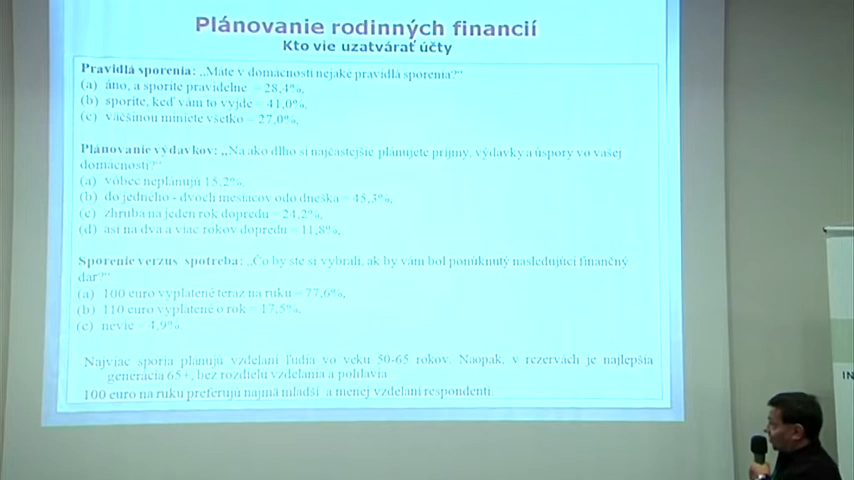 Plánovanie rodinných financií
Kto vie uzatvárať účty
Pravidlá sporenia: „Máte v domácnosti nejaké pravidlá sporenia?“
(a) áno, a sporíte pravidelne = 28,4%,
(b) sporíte, keď vám to vyjde = 41,0%,
(c) väčšinou miniete všetko = 27,0%,
Plánovanie výdavkov: „Na ako dlho si najčastejšie plánujete príjmy, výdavky a úspory vo vašej
domácnosti?“
(a) vôbec neplánujú 15,2%,
(b) do jedného - dvoch mesiacov odo dneška = 45,3%,
(c) zhruba na jeden rok dopredu = 24,2%,
(d) asi na dva a viac rokov dopredu = 11,8%,
Sporenie verzus spotreba: „Čo by ste si vybrali, ak by vám bol ponúknutý nasledujúci finančný
dar?“
(a) 100 euro vyplatené teraz na ruku = 77,6%,
(b) 110 euro vyplatené o rok = 17,5%,
(c) nevie = 4,9%.
Najviac sporia plánujú vzdelaní ľudia vo veku 50-65 rokov. Naopak, v rezervách je najlepšia
generácia 65+, bez rozdielu vzdelania a pohlavia
100 euro na ruku preferujú najmä mladší a menej vzdelaní respondenti.
IN